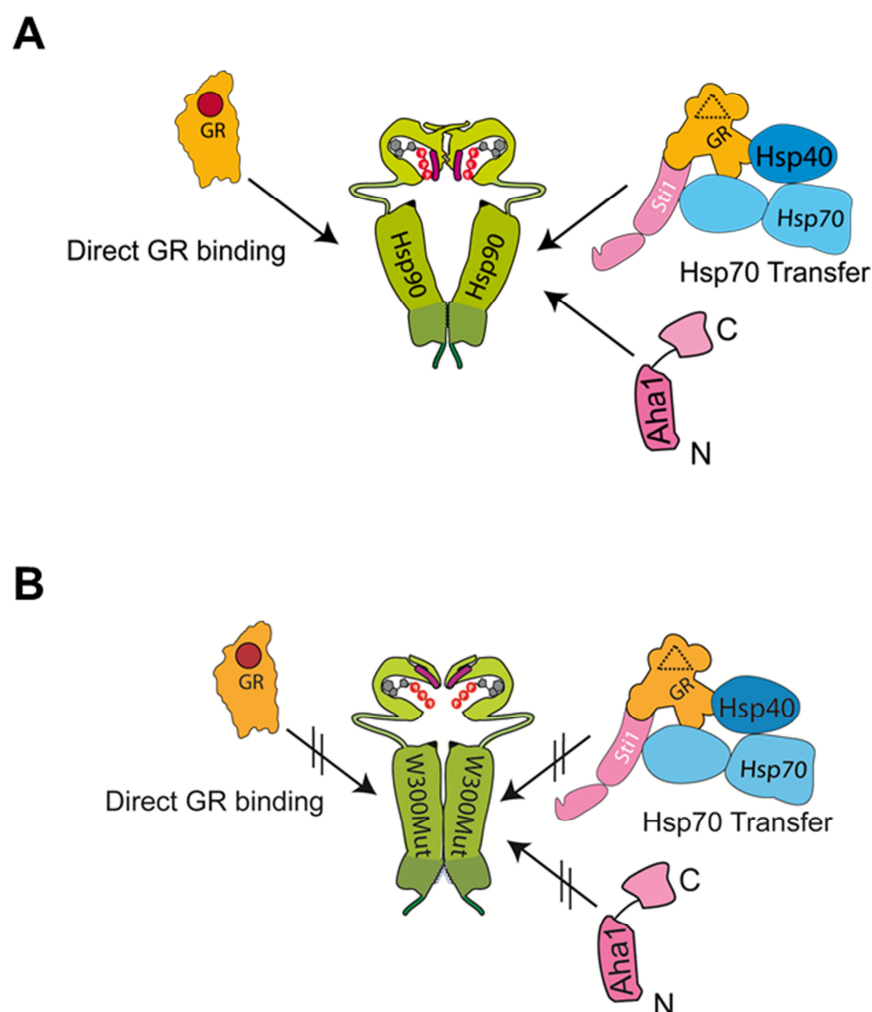 A
GR
Direct GR binding
Hsp90
Hsp90
GR
Hsp40
Sti1
Hsp70
Hsp70 Transfer
C
Aha1
N
B
GR
Direct GR binding
W300Mut
W300Mut
GR
Hsp40
Sti1
Hsp70
Hsp70 Transfer
C
Aha1
N